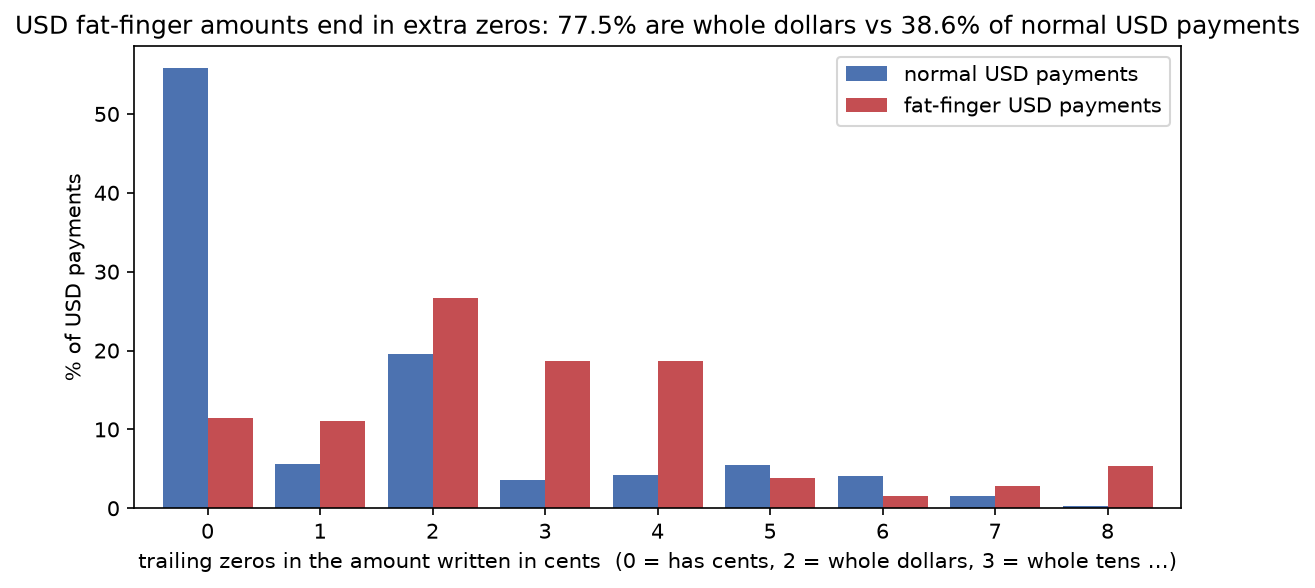 USD fat-finger amounts end in extra zeros: 77.5% are whole dollars vs 38.6% of normal USD payments
normal USD payments
fat-finger USD payments
% of USD payments
50
40
30
20
10
0
0 1 2 3 4 5 6 7 8
trailing zeros in the amount written in cents  (0 = has cents, 2 = whole dollars, 3 = whole tens ...)